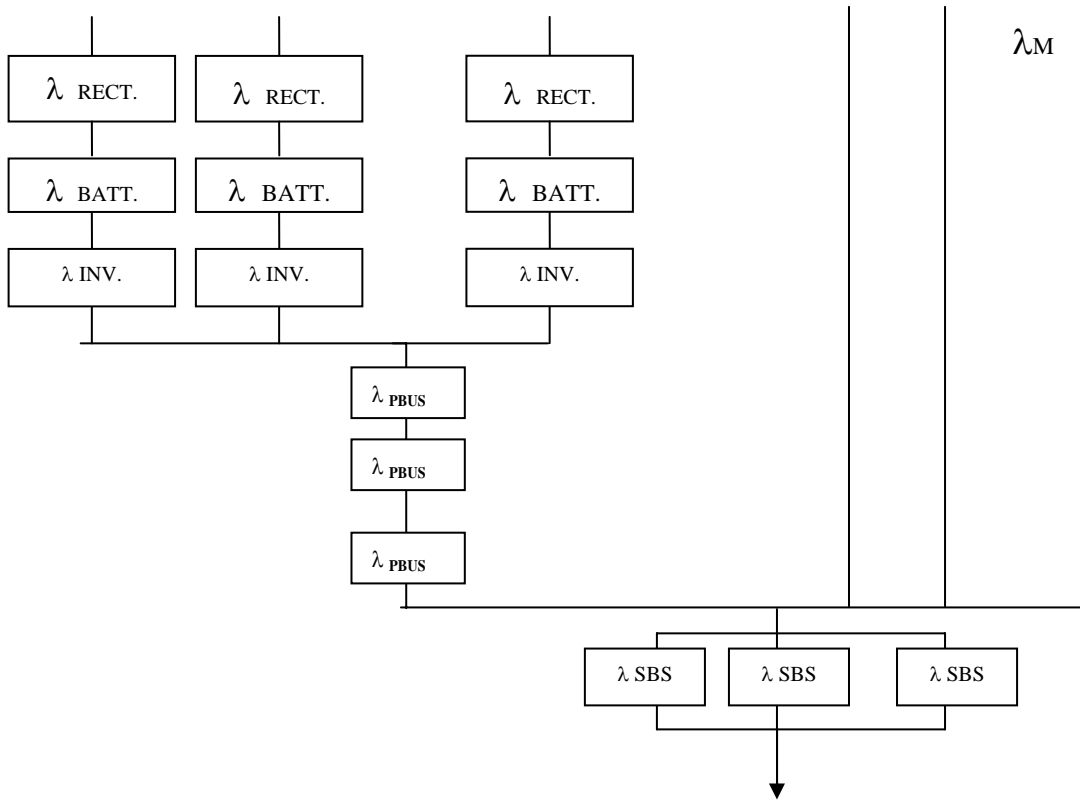 λM
λ RECT. λ RECT. λ RECT.
λ BATT. λ BATT. λ BATT.
λ INV. λ INV. λ INV.
λ PBUS
λ PBUS
λ PBUS
λ SBS λ SBS λ SBS